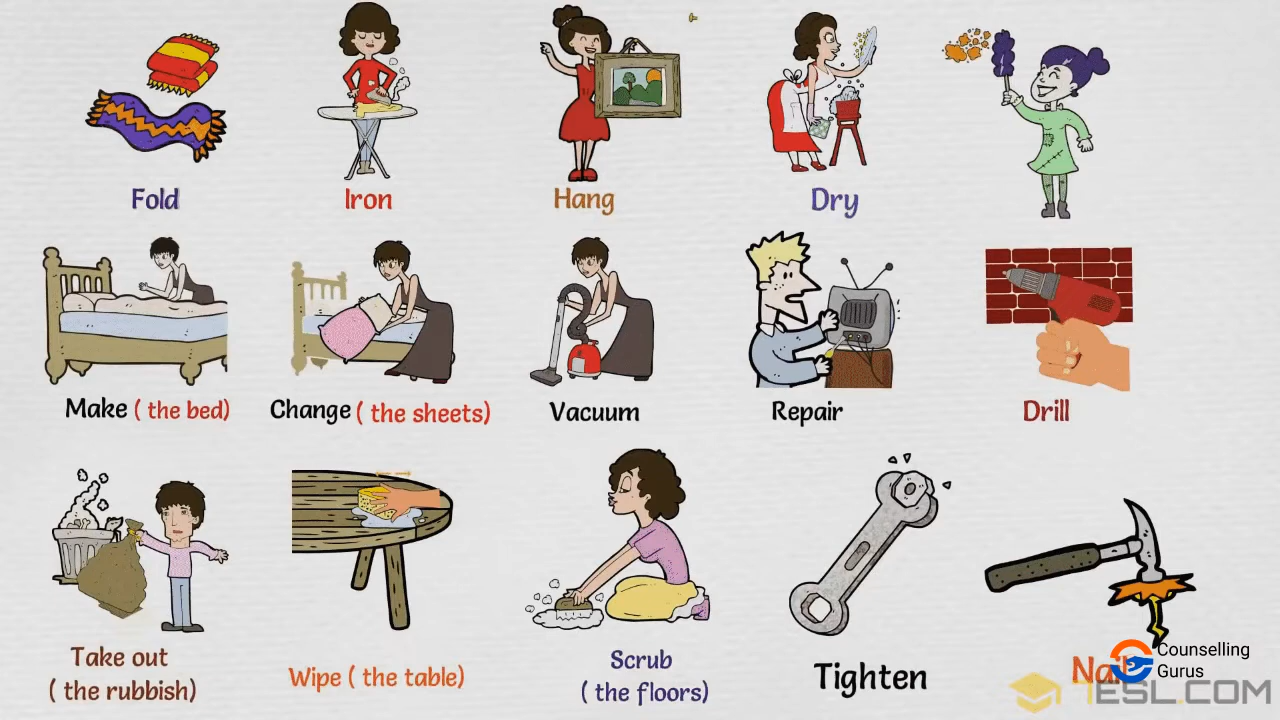 Fold
Iron
Hang
Dry
Make ( the bed)
Change ( the sheets)
Vacuum
Repair
Drill
Take out
( the rubbish)
Wipe ( the table)
Scrub
( the floors)
Tighten
Counselling
Gurus
7ESL.COM